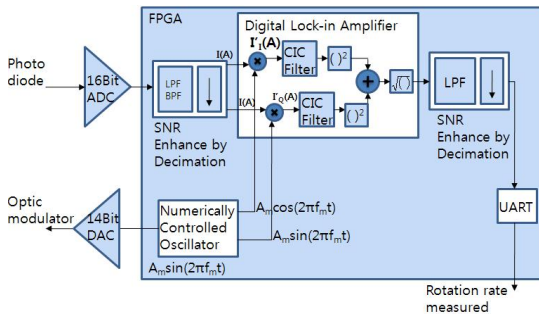 FPGA
Digital Lock-in Amplifier
Photo
diode
16Bit
ADC
LPF
BPF
SNR
Enhance by
Decimation
I(A)
I(A)
I'I(A)
CIC
Filter
( )²
I'Q(A)
CIC
Filter
( )²
√( )
LPF
SNR
Enhance by
Decimation
Optic
modulator
14Bit
DAC
Numerically
Controlled
Oscillator
Amcos(2πfmt)
Amsin(2πfmt)
Amsin(2πfmt)
UART
Rotation rate
measured